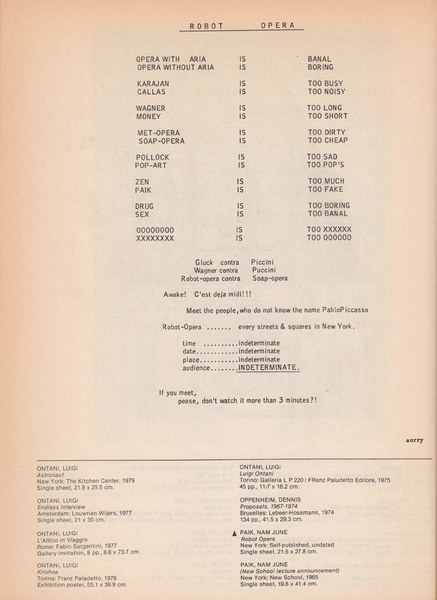 ROBOT OPERA
OPERA WITH ARIA IS BANAL
OPERA WITHOUT ARIA IS BORING
KARAJAN IS TOO BUSY
CALLAS IS TOO NOISY
WAGNER IS TOO LONG
MONEY IS TOO SHORT
MET-OPERA IS TOO DIRTY
SOAP-OPERA IS TOO CHEAP
POLLOCK IS TOO SAD
POP-ART IS TOO POP'S
ZEN IS TOO MUCH
PAIK IS TOO FAKE
DRUG IS TOO BORING
SEX IS TOO BANAL
OOOOOOOO IS TOO XXXXXX
XXXXXXXX IS TOO OOOOOO
Gluck contra Piccini
Wagner contra Puccini
Robot-opera contra Soap-opera
Awake! C'est deja midi!!!
Meet the people,who do not know the name PabloPiccasso
Robot-Opera ....... every streets & squares in New York.
time ..........indeterminate
date............indeterminate
place...........indeterminate
audience.......INDETERMINATE.
If you meet,
pease, don't watch it more than 3 minutes?!
sorry
ONTANI, LUIGI
Astronaut
New York: The Kitchen Center, 1979
Single sheet, 21.8 x 25.5 cm.
ONTANI, LUIGI
Endless Interview
Amsterdam: Louwrien Wijers, 1977
Single sheet, 21 x 30 cm.
ONTANI, LUIGI
L'Attico in Viaggio
Rome: Fabio Sargentini, 1977
Gallery invitation, 6 pp., 8.8 x 73.7 cm.
ONTANI, LUIGI
Krishna
Torino: Franz Paladetto, 1978
Exhibition poster, 55.1 x 39.9 cm.
ONTANI, LUIGI
Luigi Ontani
Torino: Galleria L P 220 / FRanz Paludetto Editore, 1975
45 pp., 11.7 x 16.2 cm.
OPPENHEIM, DENNIS
Proposals, 1967-1974
Bruxelles: Lebeer-Hossmann, 1974
134 pp., 41.5 x 29.3 cm.
▲ PAIK, NAM JUNE
Robot Opera
New York: Self-published, undated
Single sheet, 21.5 x 27.8 cm.
PAIK, NAM JUNE
(New School lecture announcement)
New York: New School, 1965
Single sheet, 19.6 x 41.4 cm.